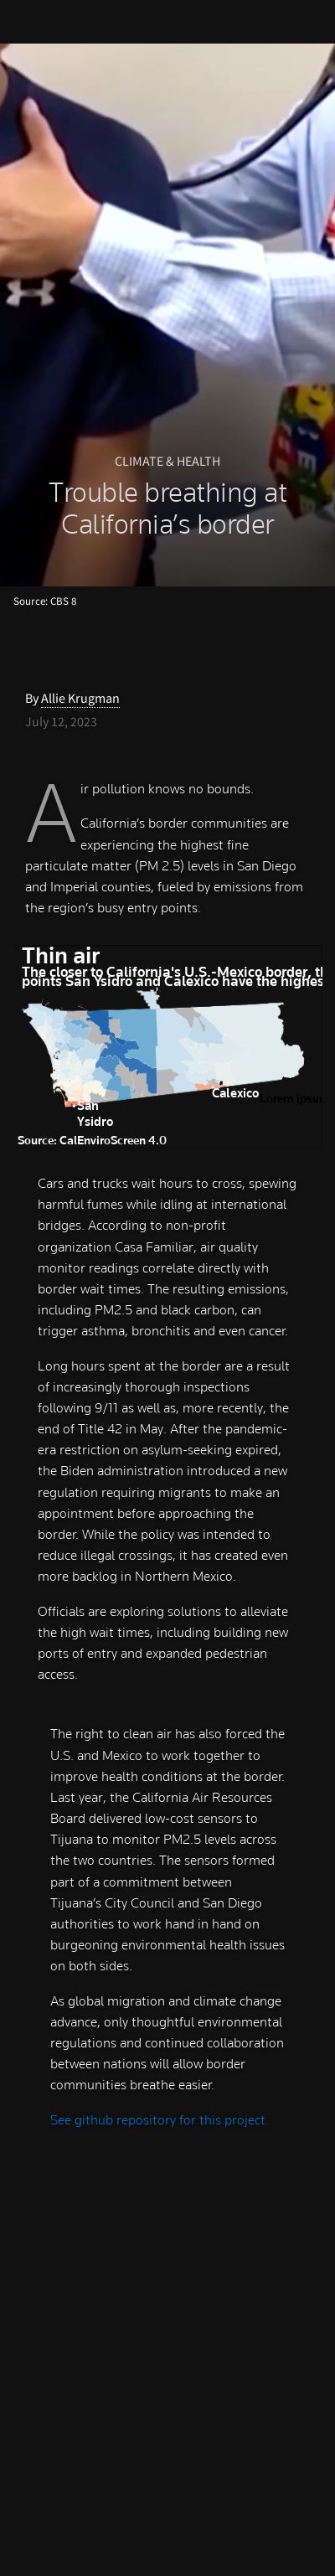 CLIMATE & HEALTH
Trouble breathing at
California's border
Source: CBS 8
By Allie Krugman
July 12, 2023
Air pollution knows no bounds.
California's border communities are
experiencing the highest fine
particulate matter (PM 2.5) levels in San Diego
and Imperial counties, fueled by emissions from
the region's busy entry points.
Thin air
The closer to California's U.S.-Mexico border, th
points San Ysidro and Calexico have the highes
Calexico
Lorem ipsu
San
Ysidro
Source: CalEnviroScreen 4.0
Cars and trucks wait hours to cross, spewing
harmful fumes while idling at international
bridges. According to non-profit
organization Casa Familiar, air quality
monitor readings correlate directly with
border wait times. The resulting emissions,
including PM2.5 and black carbon, can
trigger asthma, bronchitis and even cancer.
Long hours spent at the border are a result
of increasingly thorough inspections
following 9/11 as well as, more recently, the
end of Title 42 in May. After the pandemic-
era restriction on asylum-seeking expired,
the Biden administration introduced a new
regulation requiring migrants to make an
appointment before approaching the
border. While the policy was intended to
reduce illegal crossings, it has created even
more backlog in Northern Mexico.
Officials are exploring solutions to alleviate
the high wait times, including building new
ports of entry and expanded pedestrian
access.
The right to clean air has also forced the
U.S. and Mexico to work together to
improve health conditions at the border.
Last year, the California Air Resources
Board delivered low-cost sensors to
Tijuana to monitor PM2.5 levels across
the two countries. The sensors formed
part of a commitment between
Tijuana's City Council and San Diego
authorities to work hand in hand on
burgeoning environmental health issues
on both sides.
As global migration and climate change
advance, only thoughtful environmental
regulations and continued collaboration
between nations will allow border
communities breathe easier.
See github repository for this project.